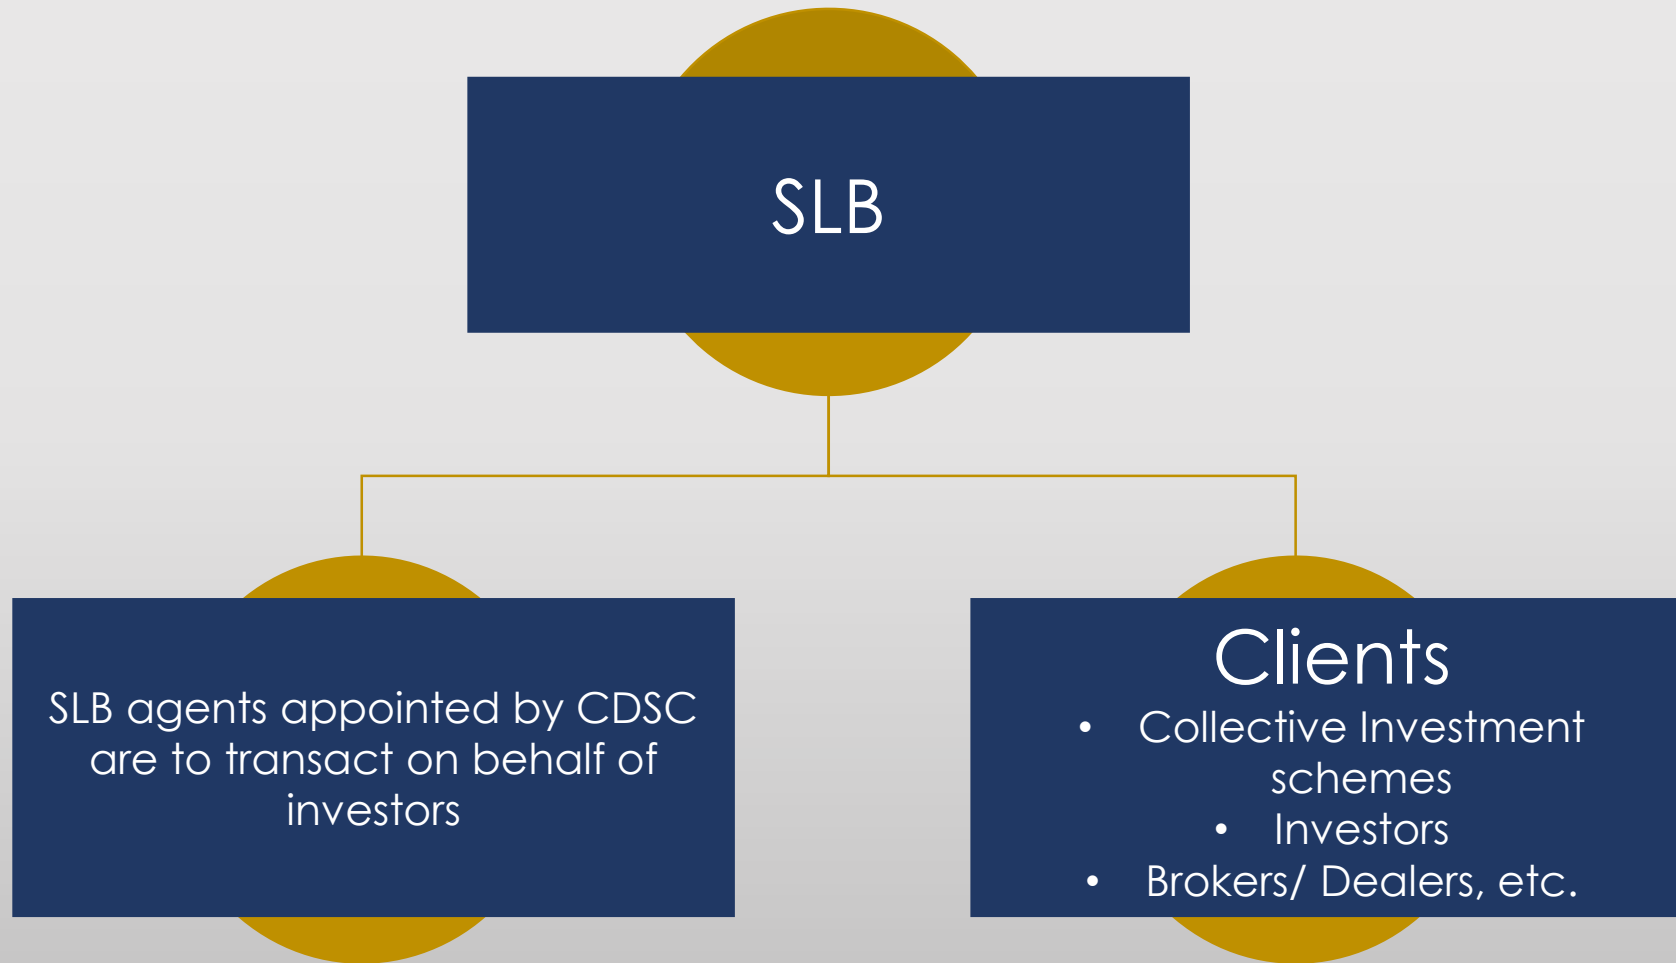 SLB
SLB agents appointed by CDSC
are to transact on behalf of
investors
Clients
• Collective Investment
schemes
• Investors
• Brokers/ Dealers, etc.